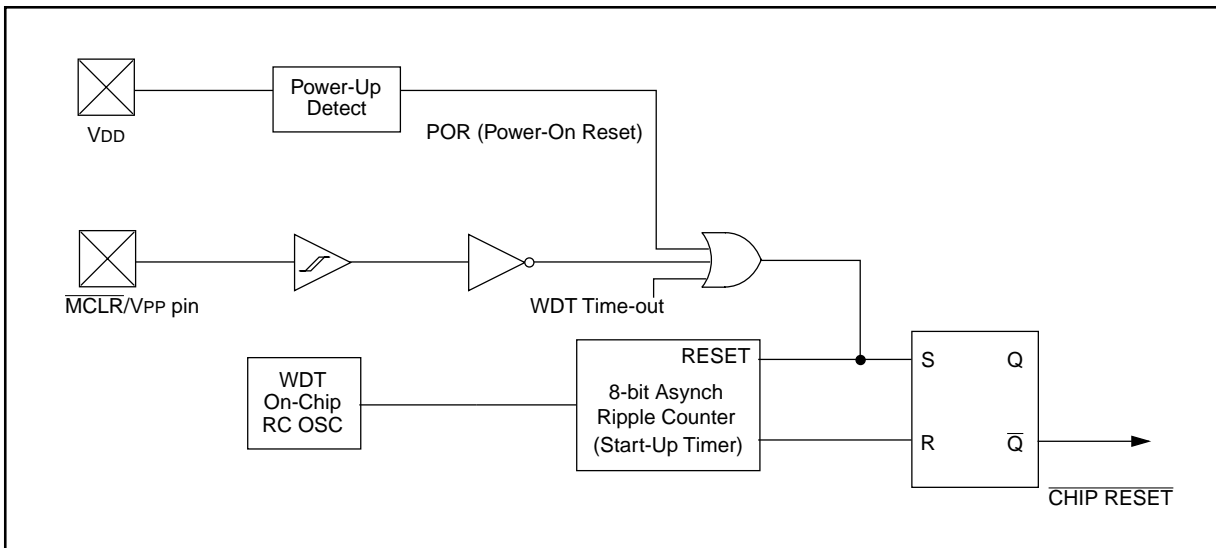 Power-Up
Detect
VDD
POR (Power-On Reset)
MCLR/VPP pin
WDT Time-out
WDT
On-Chip
RC OSC
RESET
8-bit Asynch
Ripple Counter
(Start-Up Timer)
S Q
R Q̅
CHIP RESET